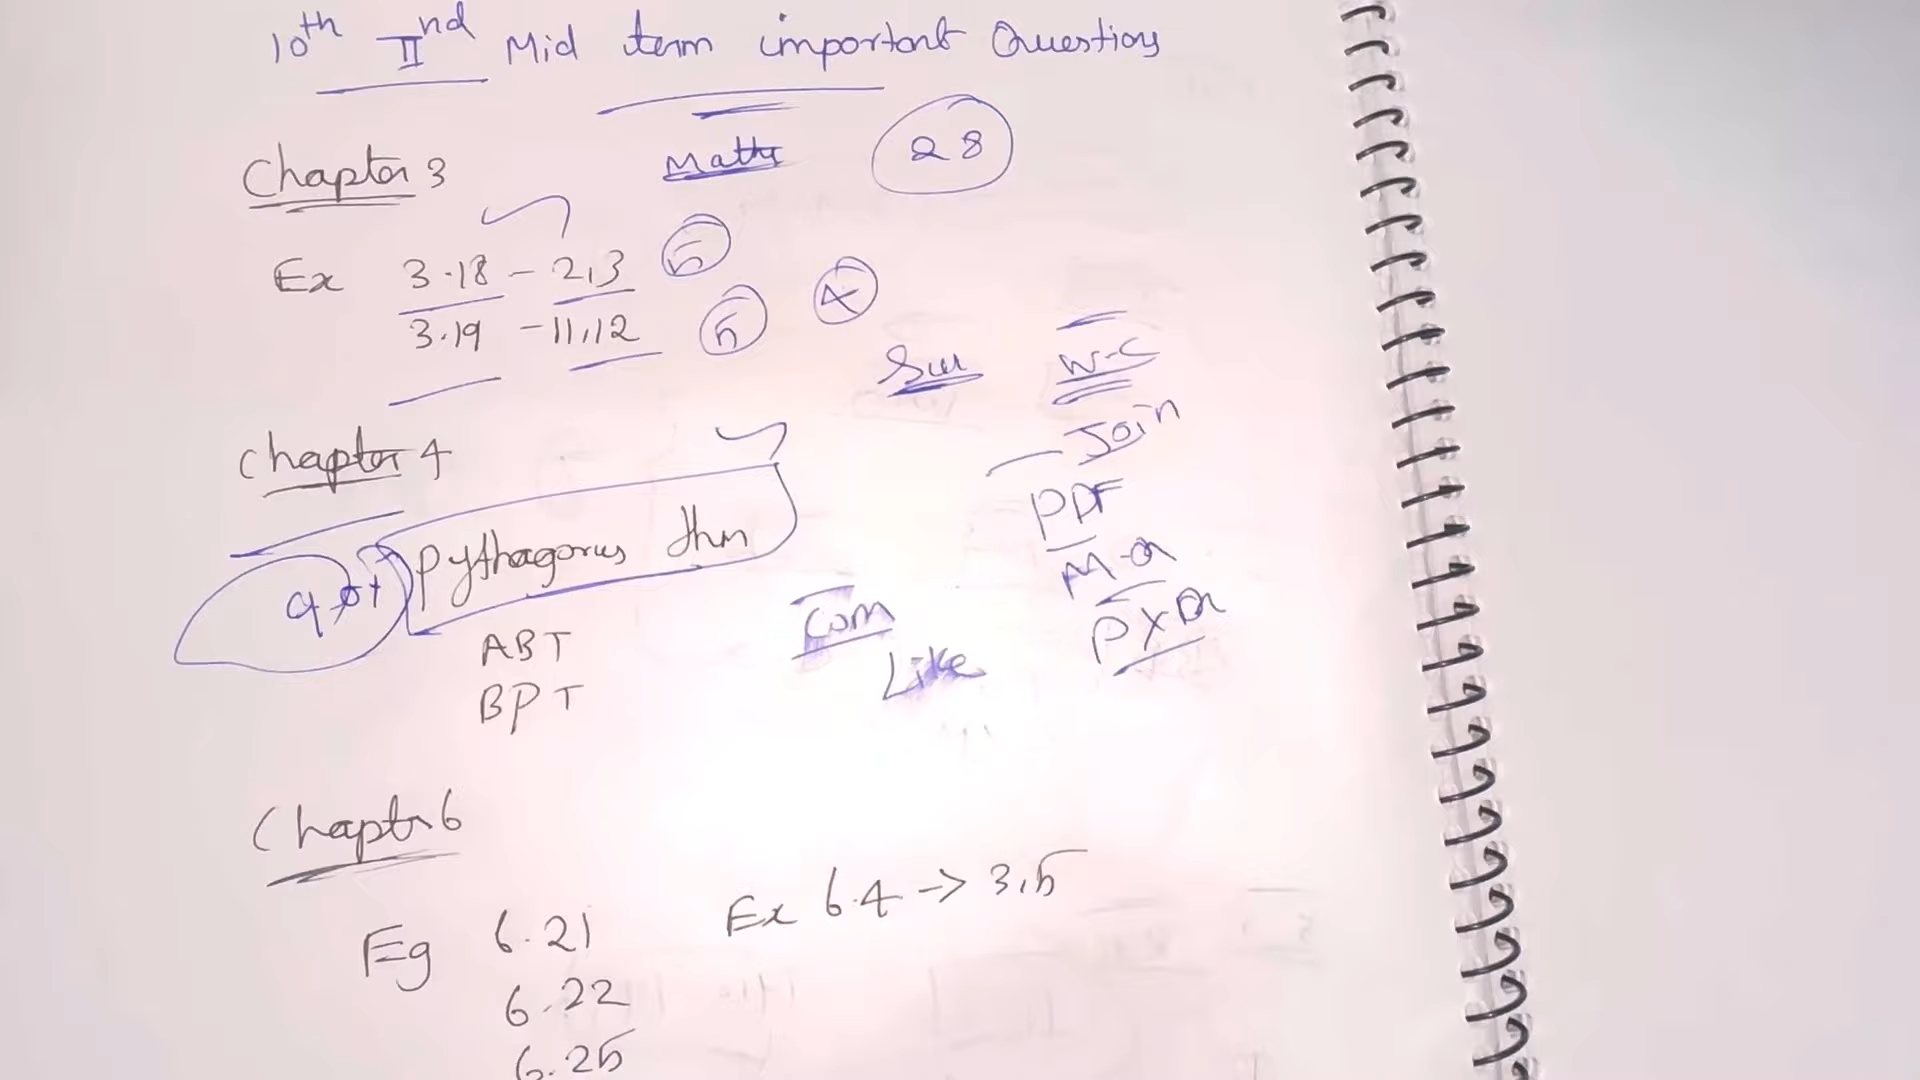 10th IInd Mid term important Questions
Maths 28
Chapter 3
Ex 3.18 - 2,3 5
3.19 - 11,12 5 4
Chapter 4
Pythagorus thm
ABT
BPT
W-C
Join
PDF
Com
Like
Chapter 6
Eg 6.21 Ex 6.4 -> 3,5
6.22
6.25